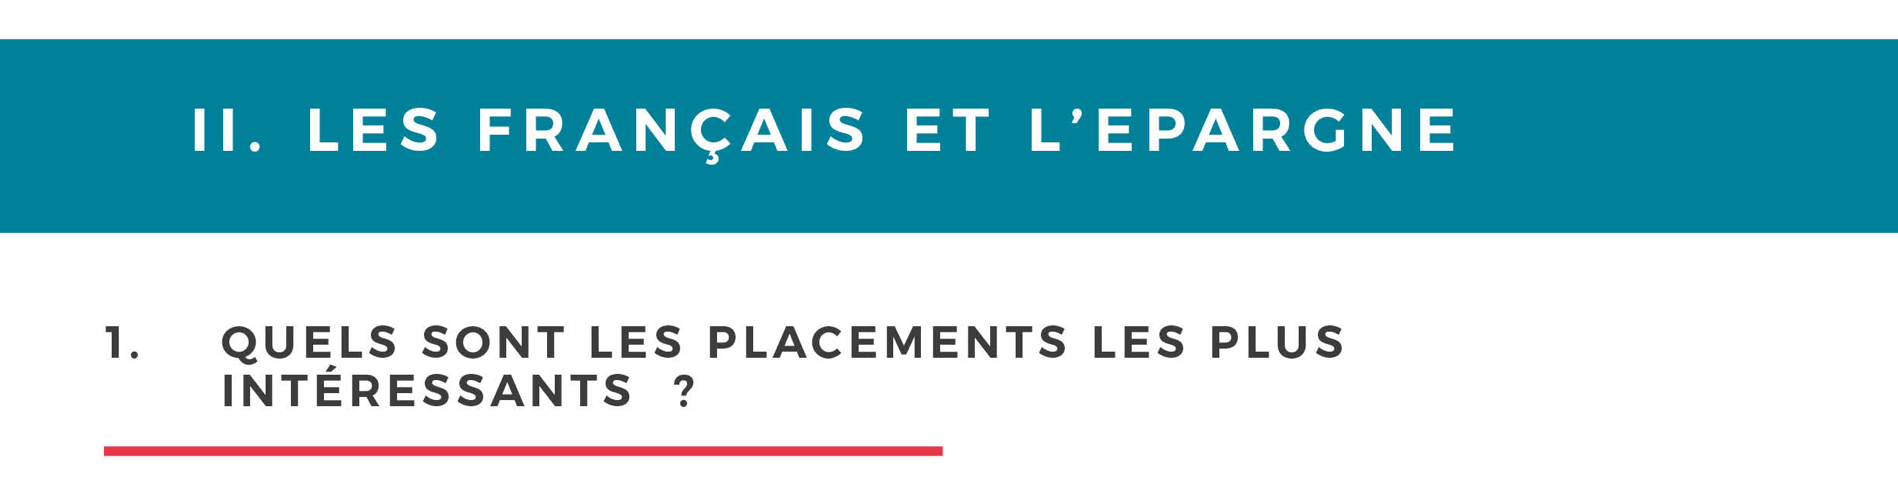 II. LES FRANÇAIS ET L’EPARGNE
1. QUELS SONT LES PLACEMENTS LES PLUS
INTÉRESSANTS ?